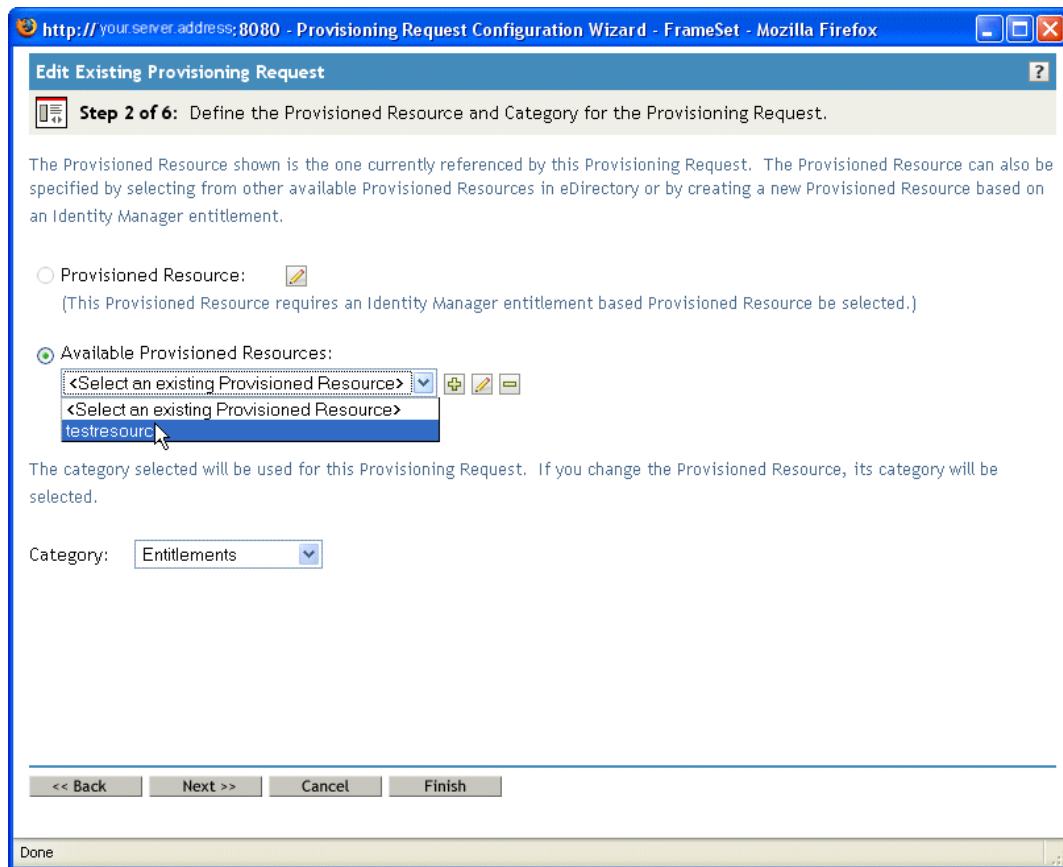 http://your.server.address:8080 - Provisioning Request Configuration Wizard - FrameSet - Mozilla Firefox
Edit Existing Provisioning Request ?
Step 2 of 6: Define the Provisioned Resource and Category for the Provisioning Request.
The Provisioned Resource shown is the one currently referenced by this Provisioning Request. The Provisioned Resource can also be
specified by selecting from other available Provisioned Resources in eDirectory or by creating a new Provisioned Resource based on
an Identity Manager entitlement.
Provisioned Resource:
(This Provisioned Resource requires an Identity Manager entitlement based Provisioned Resource be selected.)
Available Provisioned Resources:
<Select an existing Provisioned Resource>
<Select an existing Provisioned Resource>
testresourc
The category selected will be used for this Provisioning Request. If you change the Provisioned Resource, its category will be
selected.
Category: Entitlements
<< Back Next >> Cancel Finish
Done